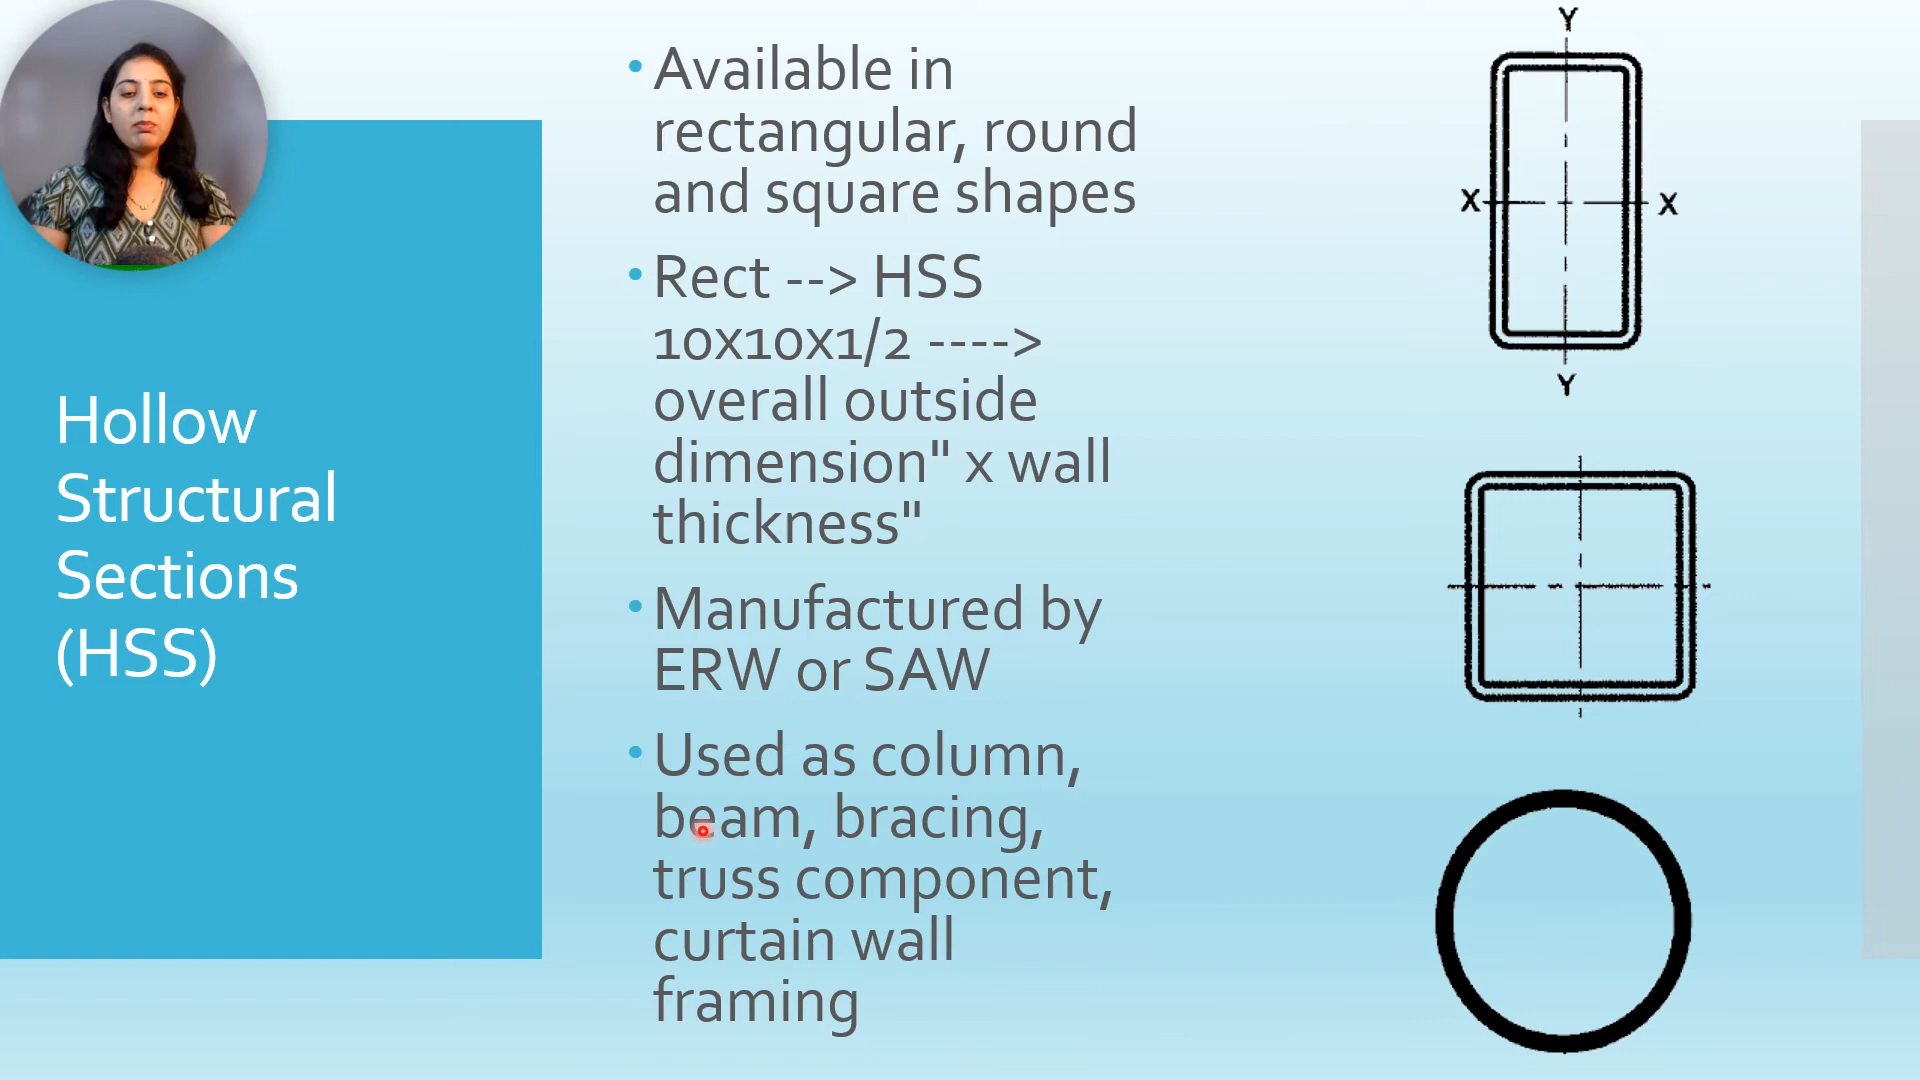 Hollow
Structural
Sections
(HSS)
• Available in
rectangular, round
and square shapes
• Rect --> HSS
10x10x1/2 ---->
overall outside
dimension" x wall
thickness"
• Manufactured by
ERW or SAW
• Used as column,
beam, bracing,
truss component,
curtain wall
framing
Y
X X
Y